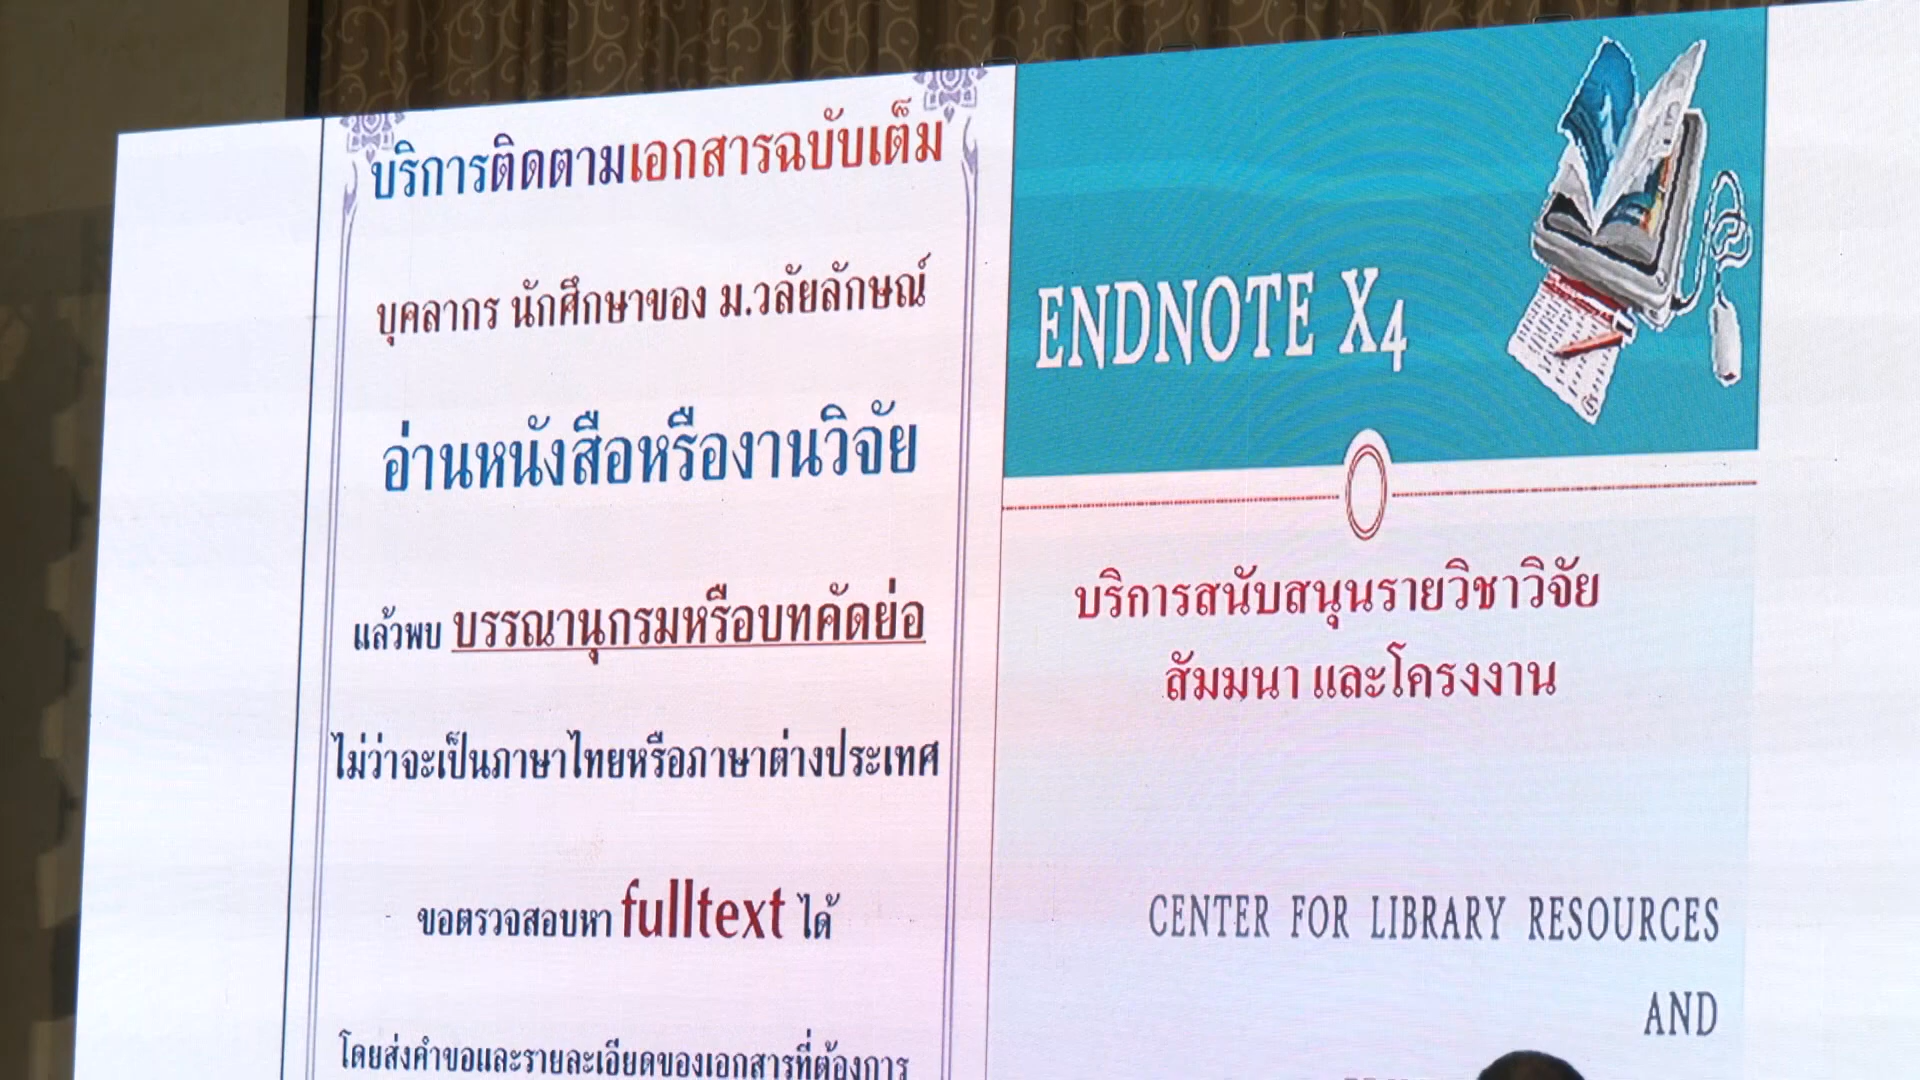 บริการติดตามเอกสารฉบับเต็ม
บุคลากร นักศึกษาของ ม.วลัยลักษณ์
อ่านหนังสือหรืองานวิจัย
แล้วพบ บรรณานุกรมหรือบทคัดย่อ
ไม่ว่าจะเป็นภาษาไทยหรือภาษาต่างประเทศ
ขอตรวจสอบหา fulltext ได้
โดยส่งคำขอและรายละเอียดของเอกสารที่ต้องการ
ENDNOTE X4
บริการสนับสนุนรายวิชาวิจัย
สัมมนา และโครงงาน
CENTER FOR LIBRARY RESOURCES
AND